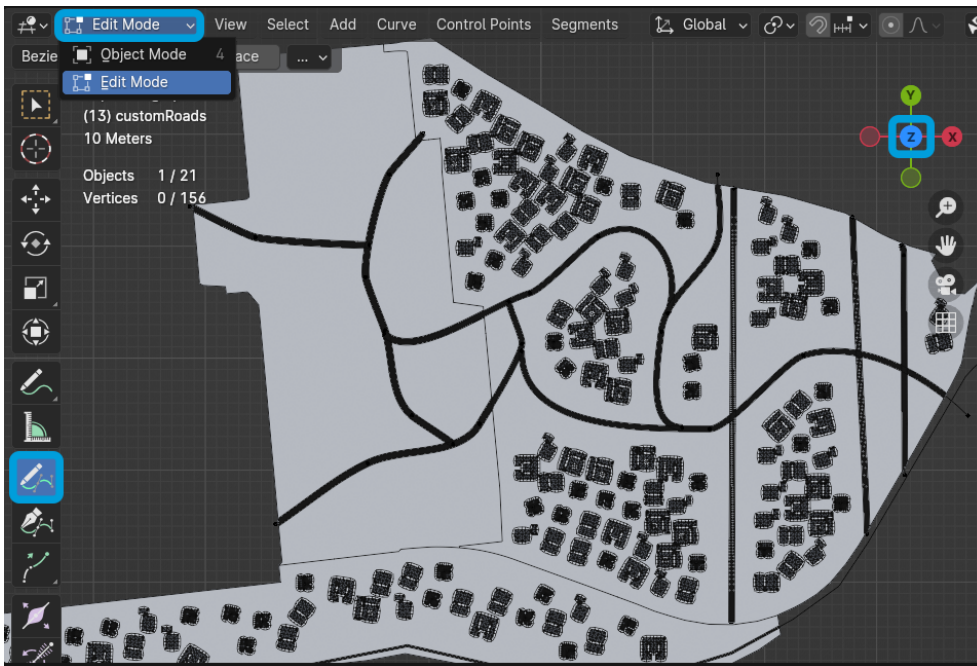 Edit Mode View Select Add Curve Control Points Segments Global
Bezie
ace
...
Object Mode 4
Edit Mode
(13) customRoads
10 Meters
Objects 1 / 21
Vertices 0 / 156
Y
Z
X